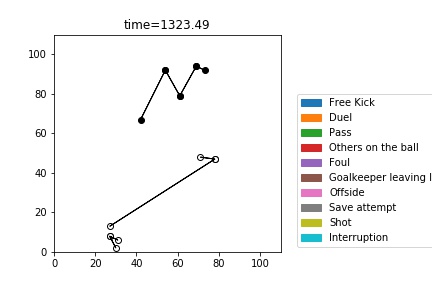 time=1323.49
100
80
60
40
20
0
0 20 40 60 80 100
Free Kick
Duel
Pass
Others on the ball
Foul
Goalkeeper leaving
Offside
Save attempt
Shot
Interruption